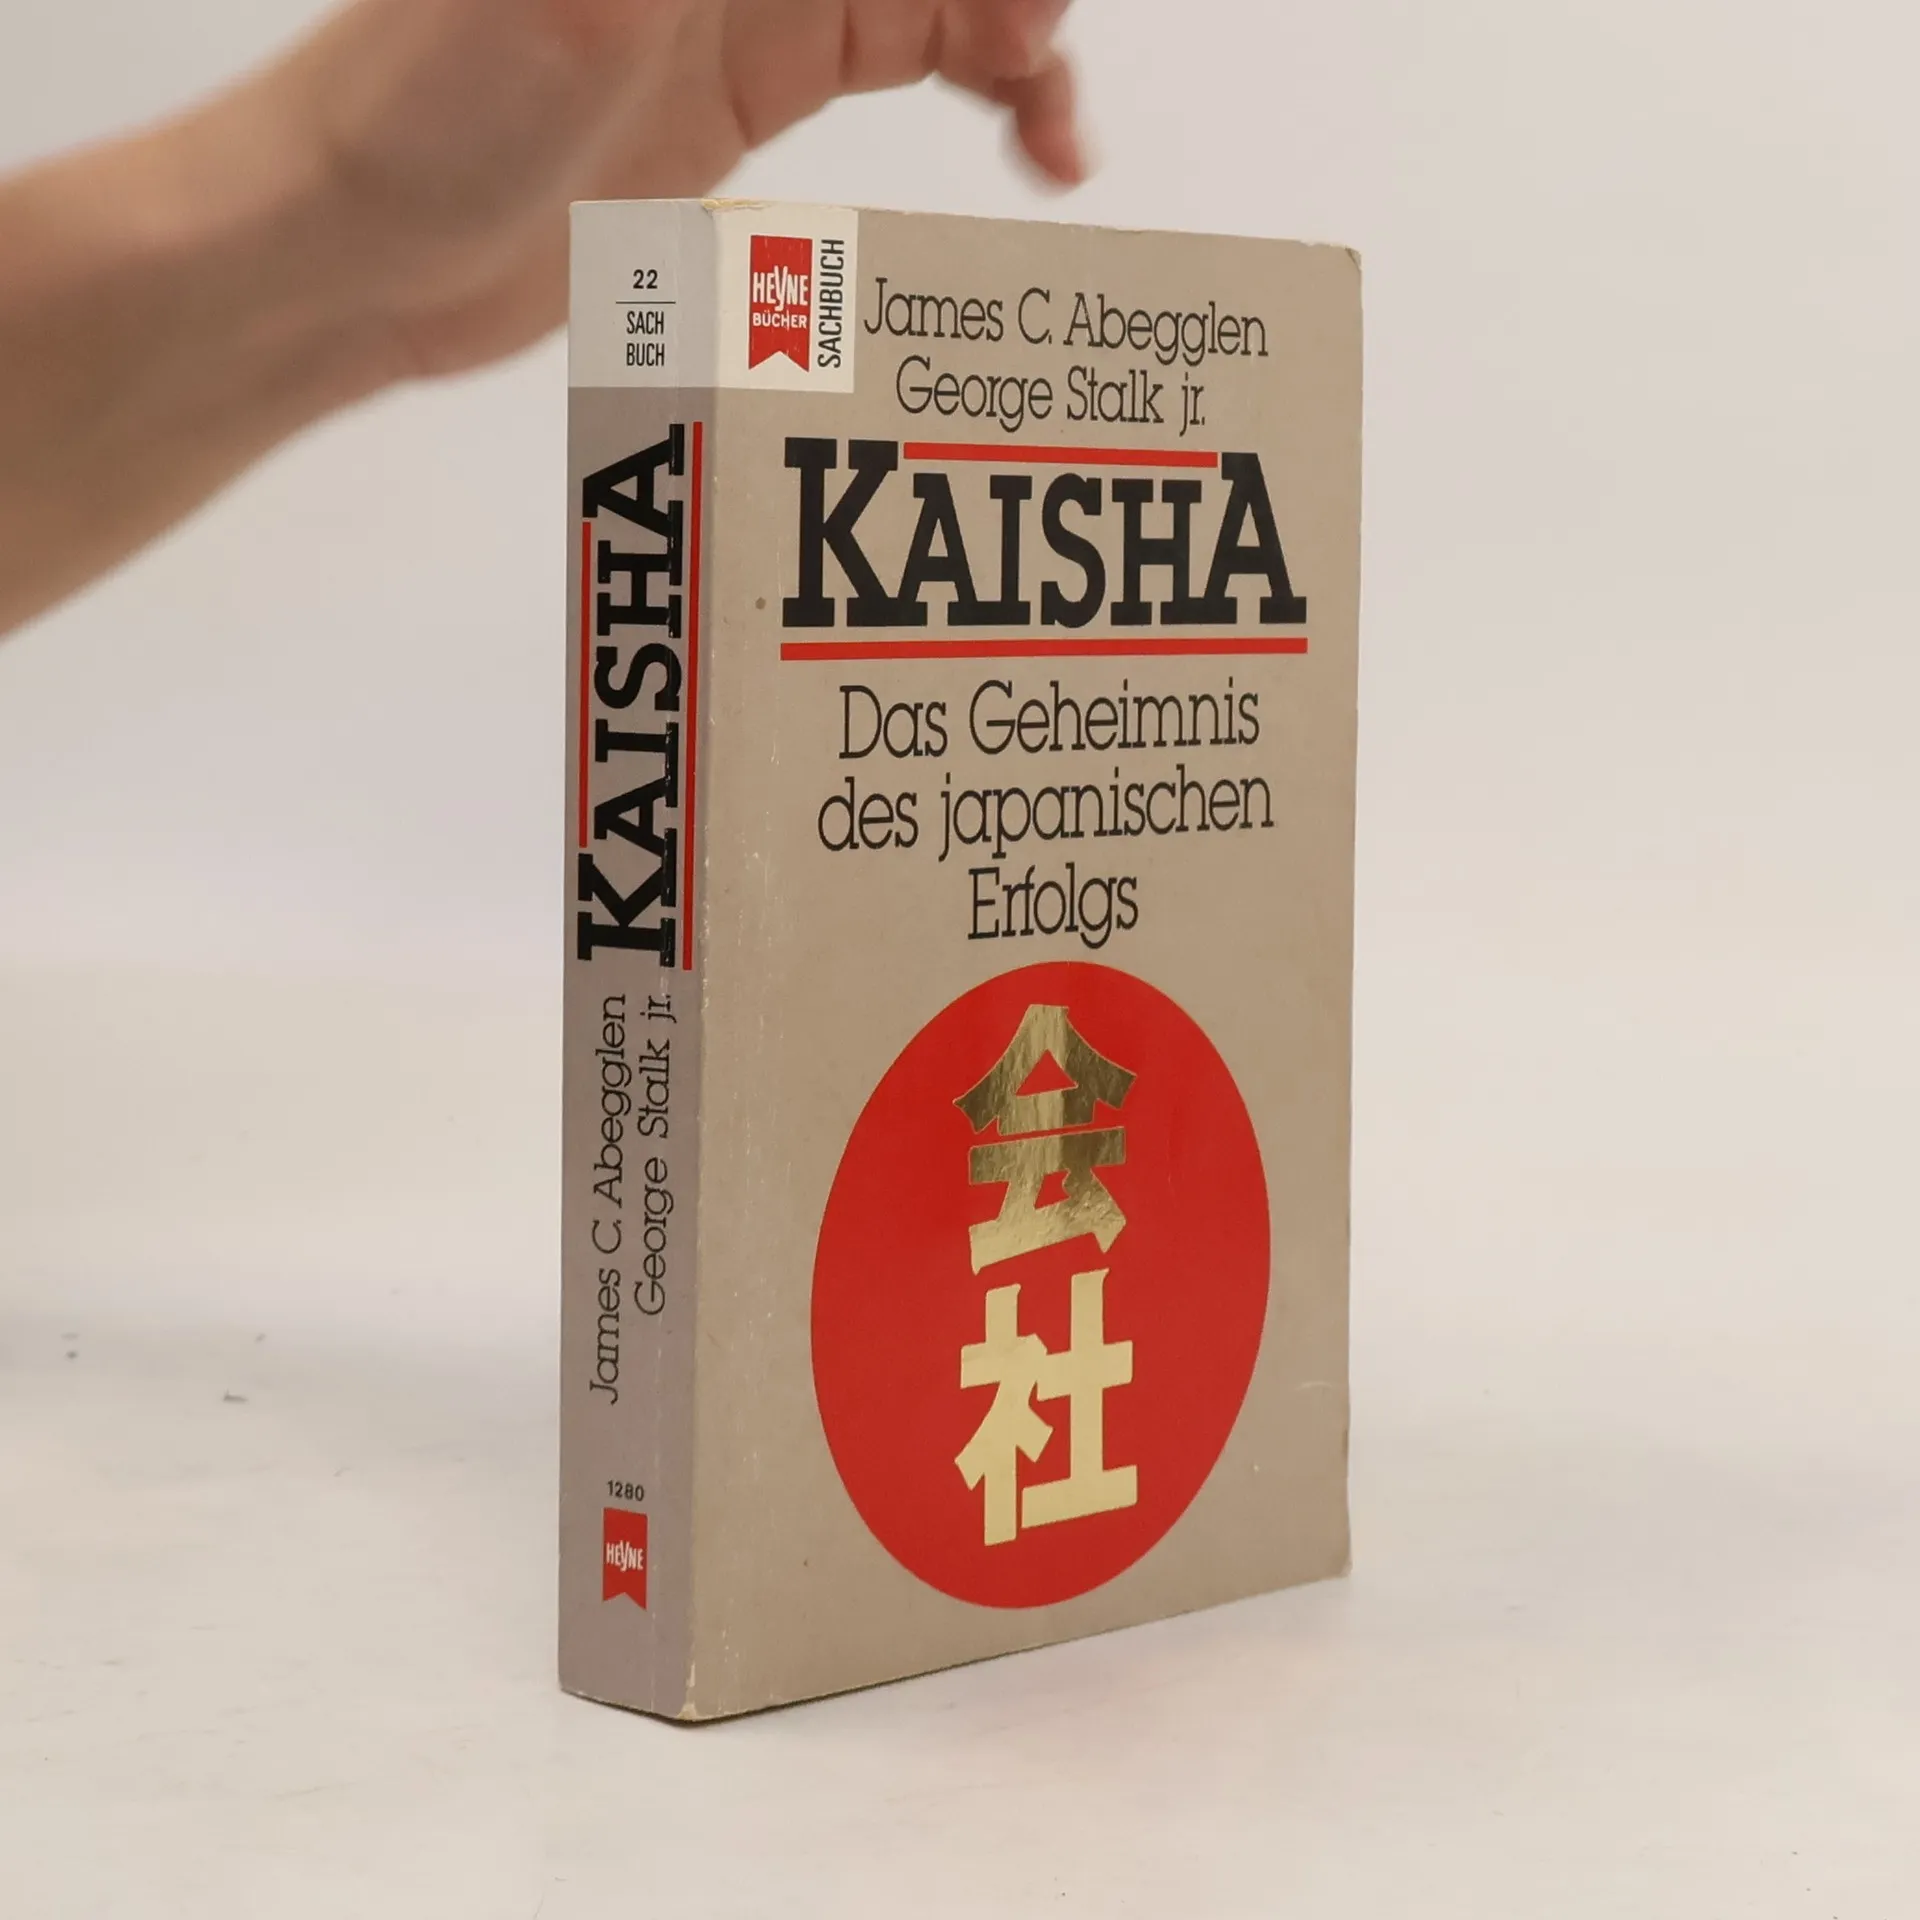 22
SACH
BUCH
KAISHA
James C. Abegglen
George Stalk jr.
1280
HEYNE
HEYNE
BÜCHER
SACHBUCH
James C. Abegglen
George Stalk jr.
KAISHA
Das Geheimnis
des japanischen
Erfolgs
会
社